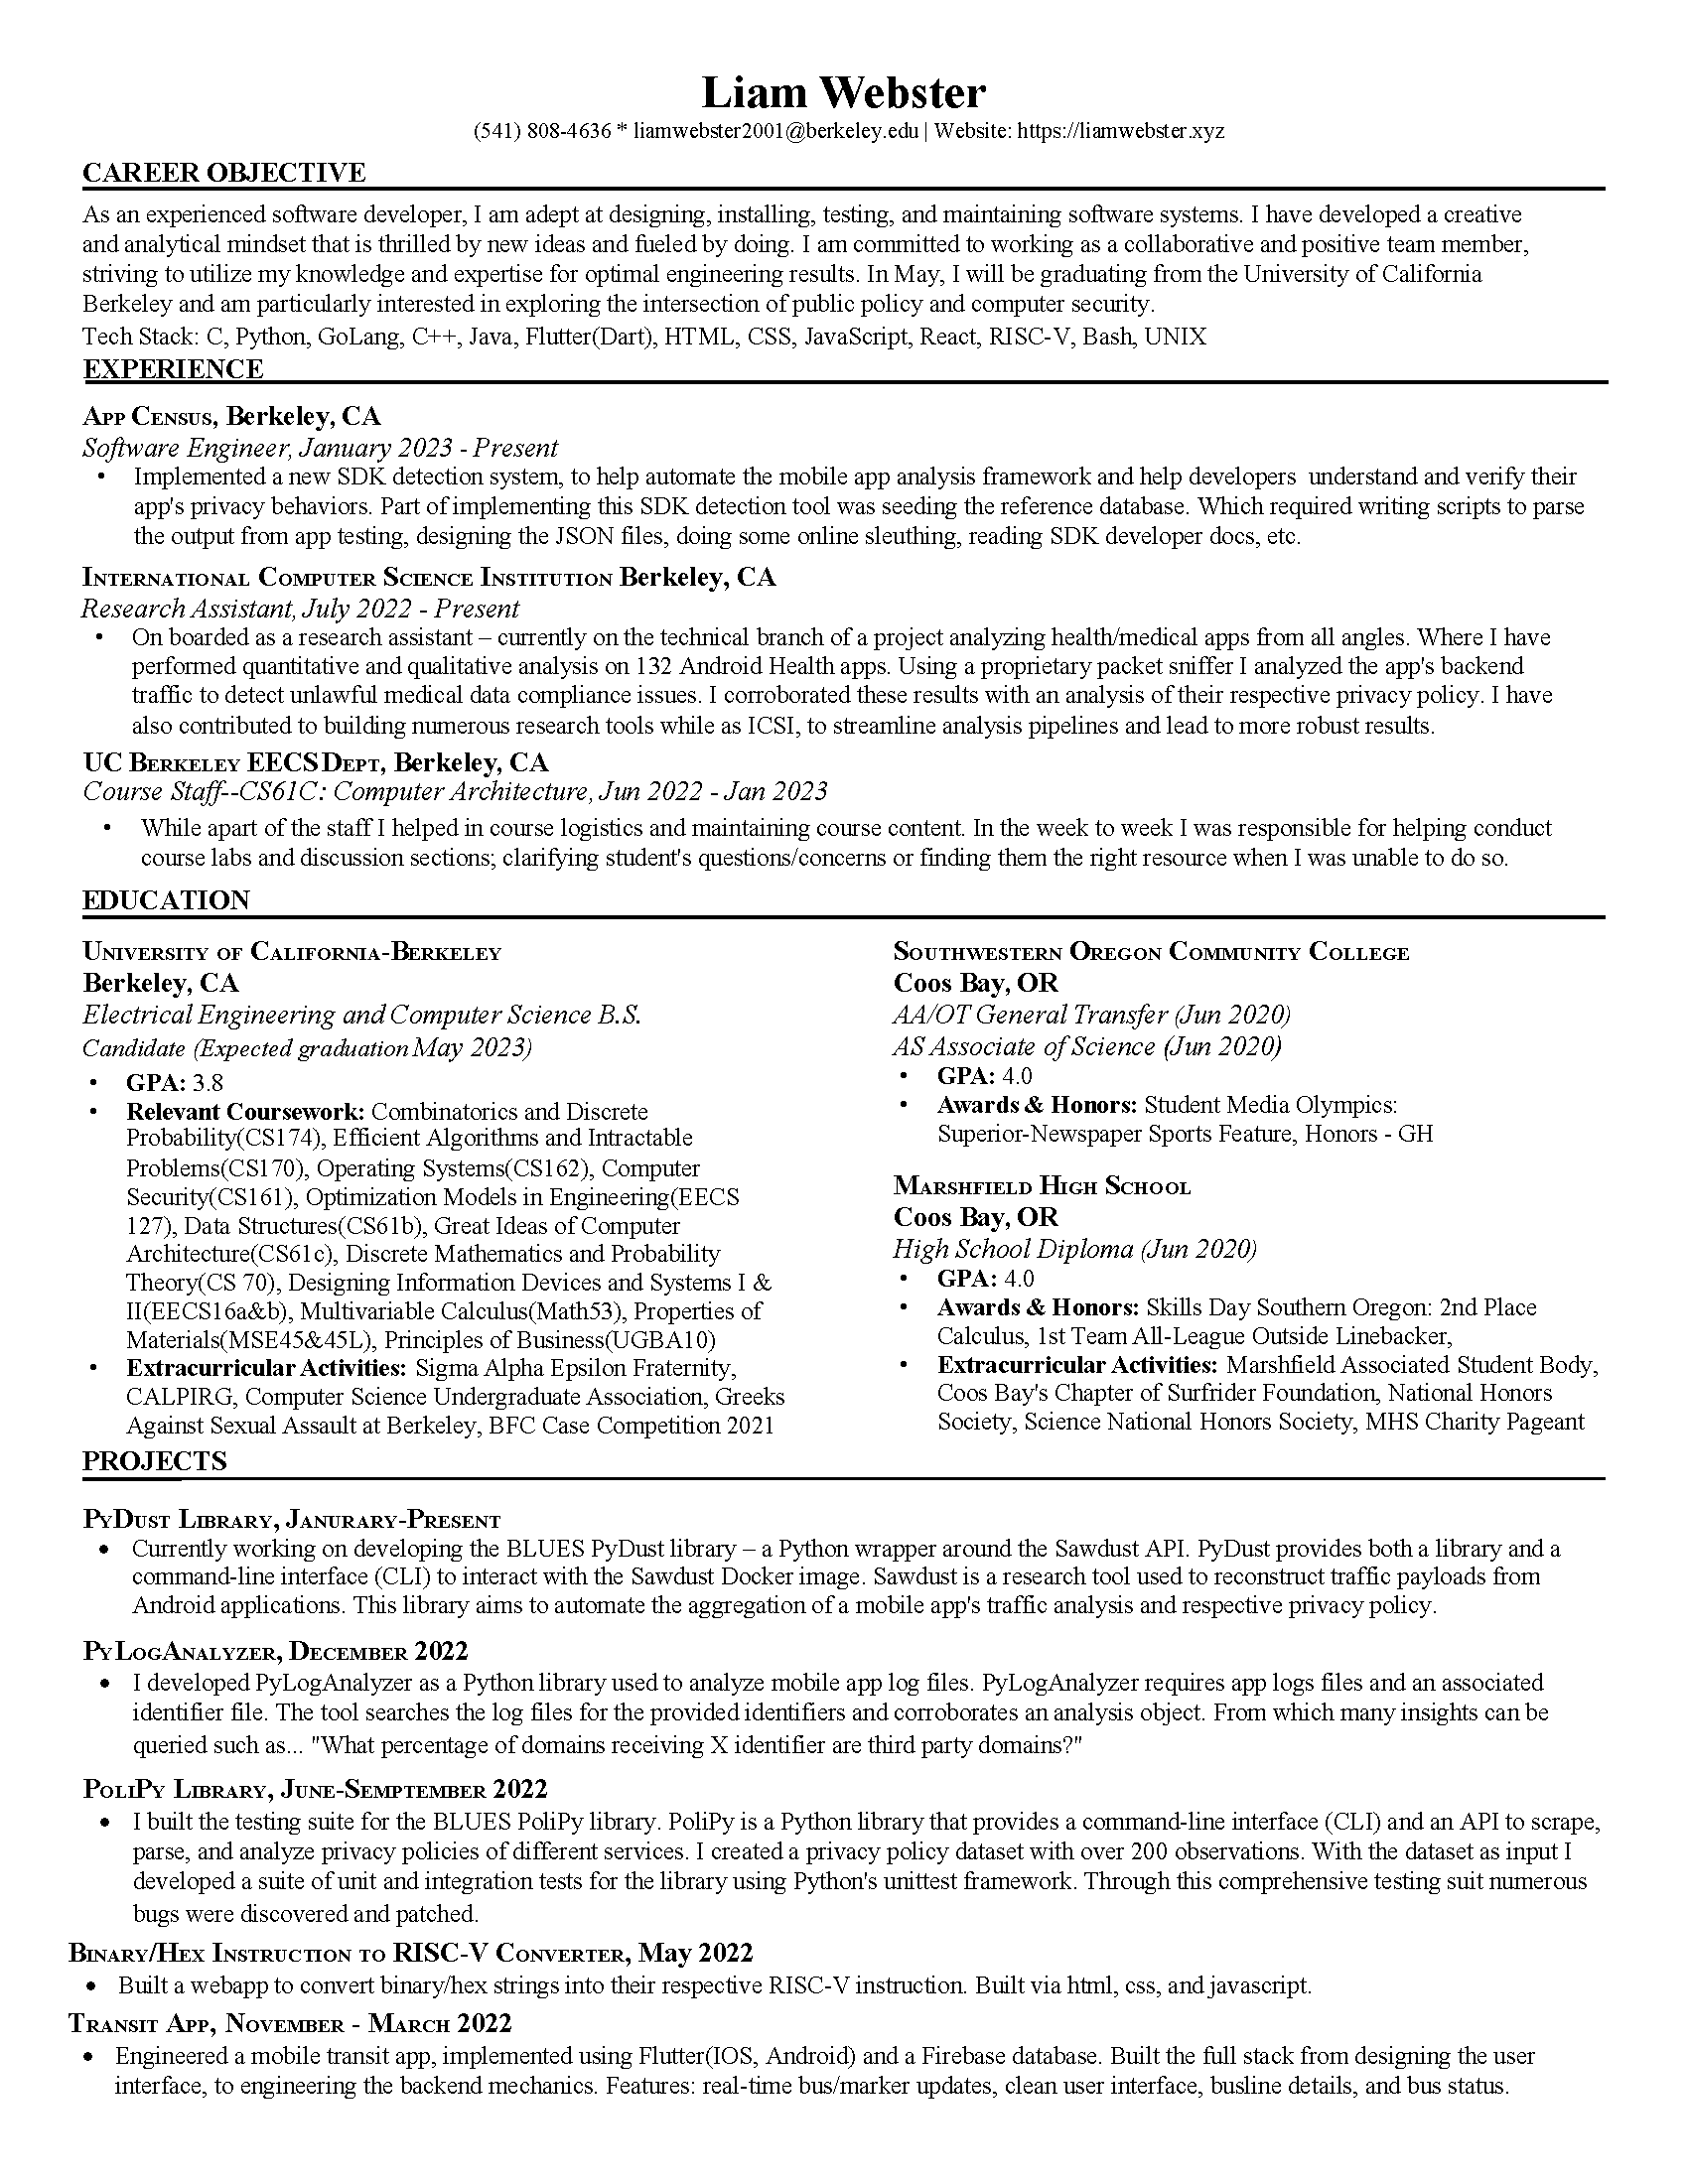 Liam Webster
(541) 808-4636 * liamwebster2001@berkeley.edu | Website: https://liamwebster.xyz
CAREER OBJECTIVE
As an experienced software developer, I am adept at designing, installing, testing, and maintaining software systems. I have developed a creative
and analytical mindset that is thrilled by new ideas and fueled by doing. I am committed to working as a collaborative and positive team member,
striving to utilize my knowledge and expertise for optimal engineering results. In May, I will be graduating from the University of California
Berkeley and am particularly interested in exploring the intersection of public policy and computer security.
Tech Stack: C, Python, GoLang, C++, Java, Flutter(Dart), HTML, CSS, JavaScript, React, RISC-V, Bash, UNIX
EXPERIENCE
App Census, Berkeley, CA
Software Engineer, January 2023 - Present
• Implemented a new SDK detection system, to help automate the mobile app analysis framework and help developers understand and verify their
app's privacy behaviors. Part of implementing this SDK detection tool was seeding the reference database. Which required writing scripts to parse
the output from app testing, designing the JSON files, doing some online sleuthing, reading SDK developer docs, etc.
International Computer Science Institution Berkeley, CA
Research Assistant, July 2022 - Present
• On boarded as a research assistant – currently on the technical branch of a project analyzing health/medical apps from all angles. Where I have
performed quantitative and qualitative analysis on 132 Android Health apps. Using a proprietary packet sniffer I analyzed the app's backend
traffic to detect unlawful medical data compliance issues. I corroborated these results with an analysis of their respective privacy policy. I have
also contributed to building numerous research tools while as ICSI, to streamline analysis pipelines and lead to more robust results.
UC Berkeley EECS Dept, Berkeley, CA
Course Staff--CS61C: Computer Architecture, Jun 2022 - Jan 2023
• While apart of the staff I helped in course logistics and maintaining course content. In the week to week I was responsible for helping conduct
course labs and discussion sections; clarifying student's questions/concerns or finding them the right resource when I was unable to do so.
EDUCATION
University of California-Berkeley
Berkeley, CA
Electrical Engineering and Computer Science B.S.
Candidate (Expected graduation May 2023)
• GPA: 3.8
• Relevant Coursework: Combinatorics and Discrete
Probability(CS174), Efficient Algorithms and Intractable
Problems(CS170), Operating Systems(CS162), Computer
Security(CS161), Optimization Models in Engineering(EECS
127), Data Structures(CS61b), Great Ideas of Computer
Architecture(CS61c), Discrete Mathematics and Probability
Theory(CS 70), Designing Information Devices and Systems I &
II(EECS16a&b), Multivariable Calculus(Math53), Properties of
Materials(MSE45&45L), Principles of Business(UGBA10)
• Extracurricular Activities: Sigma Alpha Epsilon Fraternity,
CALPIRG, Computer Science Undergraduate Association, Greeks
Against Sexual Assault at Berkeley, BFC Case Competition 2021
Southwestern Oregon Community College
Coos Bay, OR
AA/OT General Transfer (Jun 2020)
AS Associate of Science (Jun 2020)
• GPA: 4.0
• Awards & Honors: Student Media Olympics:
Superior-Newspaper Sports Feature, Honors - GH
Marshfield High School
Coos Bay, OR
High School Diploma (Jun 2020)
• GPA: 4.0
• Awards & Honors: Skills Day Southern Oregon: 2nd Place
Calculus, 1st Team All-League Outside Linebacker,
• Extracurricular Activities: Marshfield Associated Student Body,
Coos Bay's Chapter of Surfrider Foundation, National Honors
Society, Science National Honors Society, MHS Charity Pageant
PROJECTS
PyDust Library, Janurary-Present
• Currently working on developing the BLUES PyDust library – a Python wrapper around the Sawdust API. PyDust provides both a library and a
command-line interface (CLI) to interact with the Sawdust Docker image. Sawdust is a research tool used to reconstruct traffic payloads from
Android applications. This library aims to automate the aggregation of a mobile app's traffic analysis and respective privacy policy.
PyLogAnalyzer, December 2022
• I developed PyLogAnalyzer as a Python library used to analyze mobile app log files. PyLogAnalyzer requires app logs files and an associated
identifier file. The tool searches the log files for the provided identifiers and corroborates an analysis object. From which many insights can be
queried such as... "What percentage of domains receiving X identifier are third party domains?"
PoliPy Library, June-Semptember 2022
• I built the testing suite for the BLUES PoliPy library. PoliPy is a Python library that provides a command-line interface (CLI) and an API to scrape,
parse, and analyze privacy policies of different services. I created a privacy policy dataset with over 200 observations. With the dataset as input I
developed a suite of unit and integration tests for the library using Python's unittest framework. Through this comprehensive testing suit numerous
bugs were discovered and patched.
Binary/Hex Instruction to RISC-V Converter, May 2022
• Built a webapp to convert binary/hex strings into their respective RISC-V instruction. Built via html, css, and javascript.
Transit App, November - March 2022
• Engineered a mobile transit app, implemented using Flutter(IOS, Android) and a Firebase database. Built the full stack from designing the user
interface, to engineering the backend mechanics. Features: real-time bus/marker updates, clean user interface, busline details, and bus status.